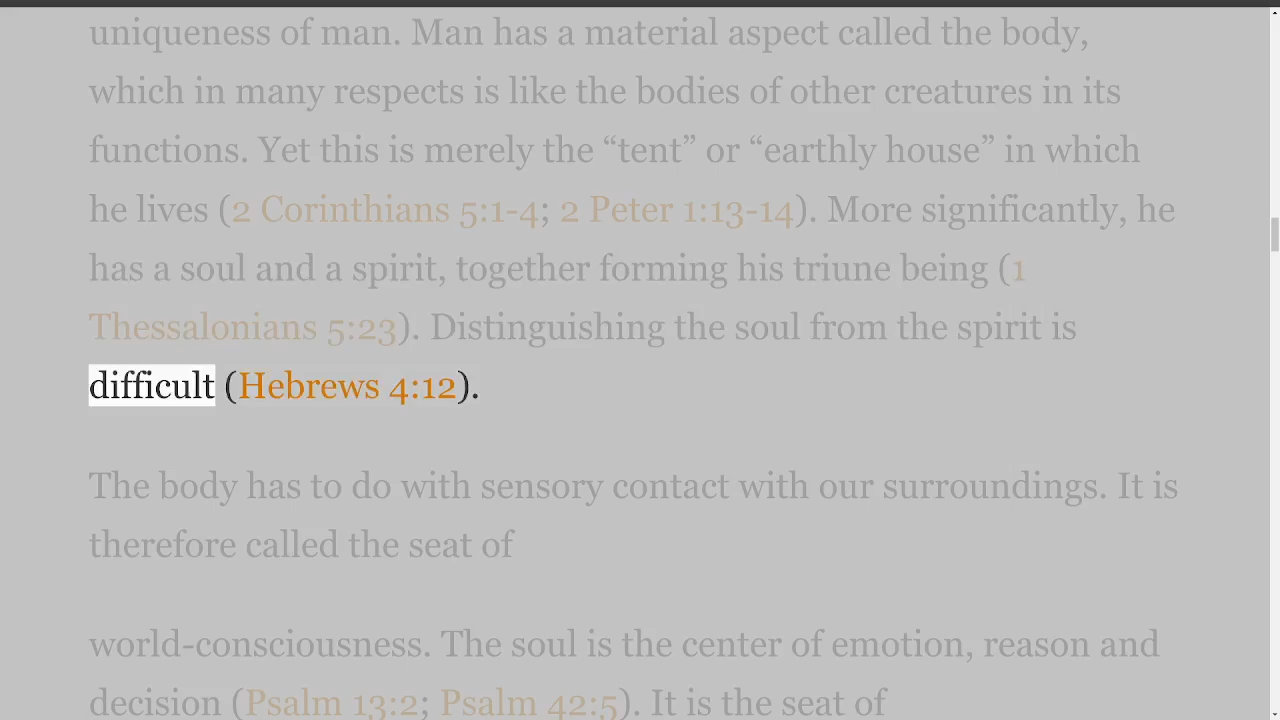 uniqueness of man. Man has a material aspect called the body,
which in many respects is like the bodies of other creatures in its
functions. Yet this is merely the “tent” or “earthly house” in which
he lives (2 Corinthians 5:1-4; 2 Peter 1:13-14). More significantly, he
has a soul and a spirit, together forming his triune being (1
Thessalonians 5:23). Distinguishing the soul from the spirit is
difficult (Hebrews 4:12).
The body has to do with sensory contact with our surroundings. It is
therefore called the seat of
world-consciousness. The soul is the center of emotion, reason and
decision (Psalm 13:2; Psalm 42:5). It is the seat of